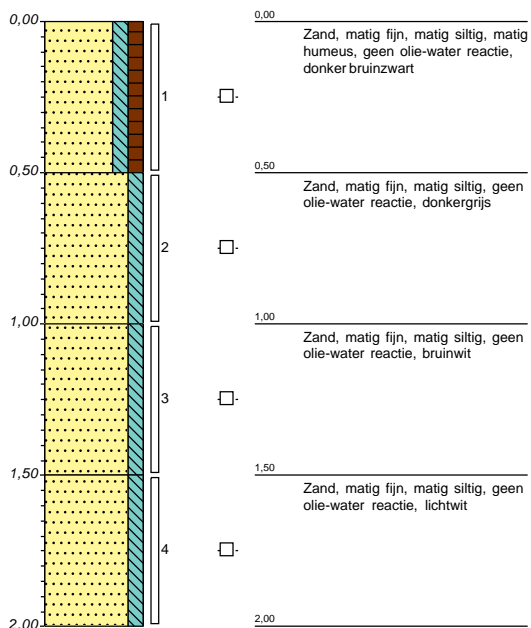 0,00
0,00
Zand, matig fijn, matig siltig, matig
humeus, geen olie-water reactie,
donker bruinzwart
1
0,50
0,50
Zand, matig fijn, matig siltig, geen
olie-water reactie, donkergrijs
2
1,00
1,00
Zand, matig fijn, matig siltig, geen
olie-water reactie, bruinwit
3
1,50
1,50
Zand, matig fijn, matig siltig, geen
olie-water reactie, lichtwit
4
2,00
2,00